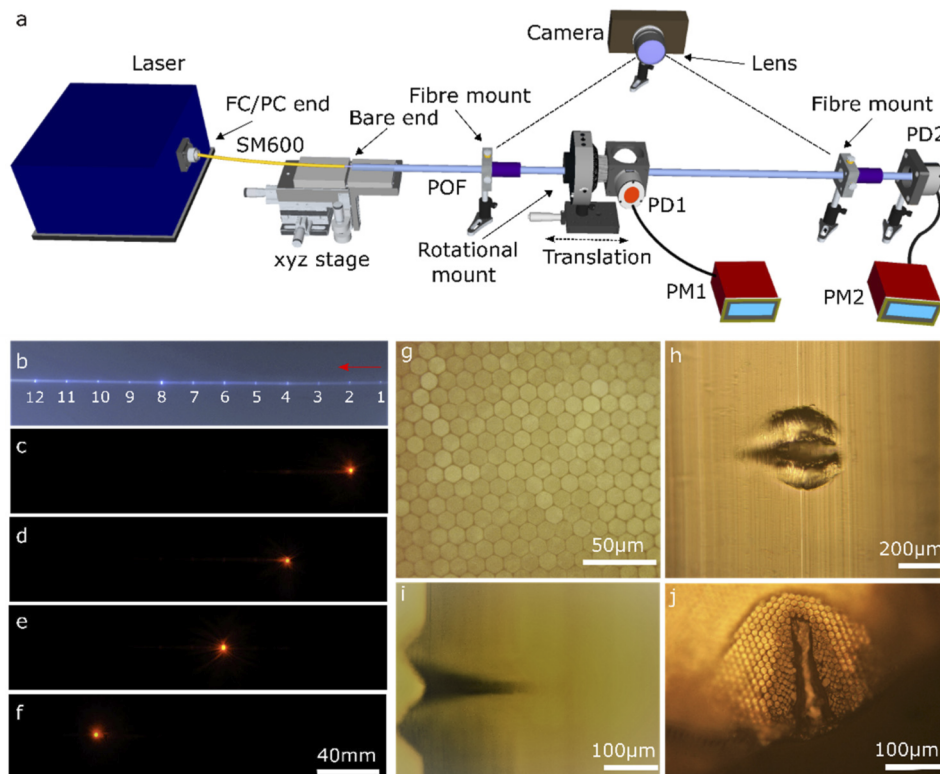 a
Camera
Lens
Laser
FC/PC end
SM600
Bare end
Fibre mount
POF
Rotational
mount
Translation
PD1
PM1
Fibre mount
PD2
PM2
xyz stage
b
12 11 10 9 8 7 6 5 4 3 2 1
c
d
e
f
40mm
g
50µm
h
200µm
i
100µm
j
100µm